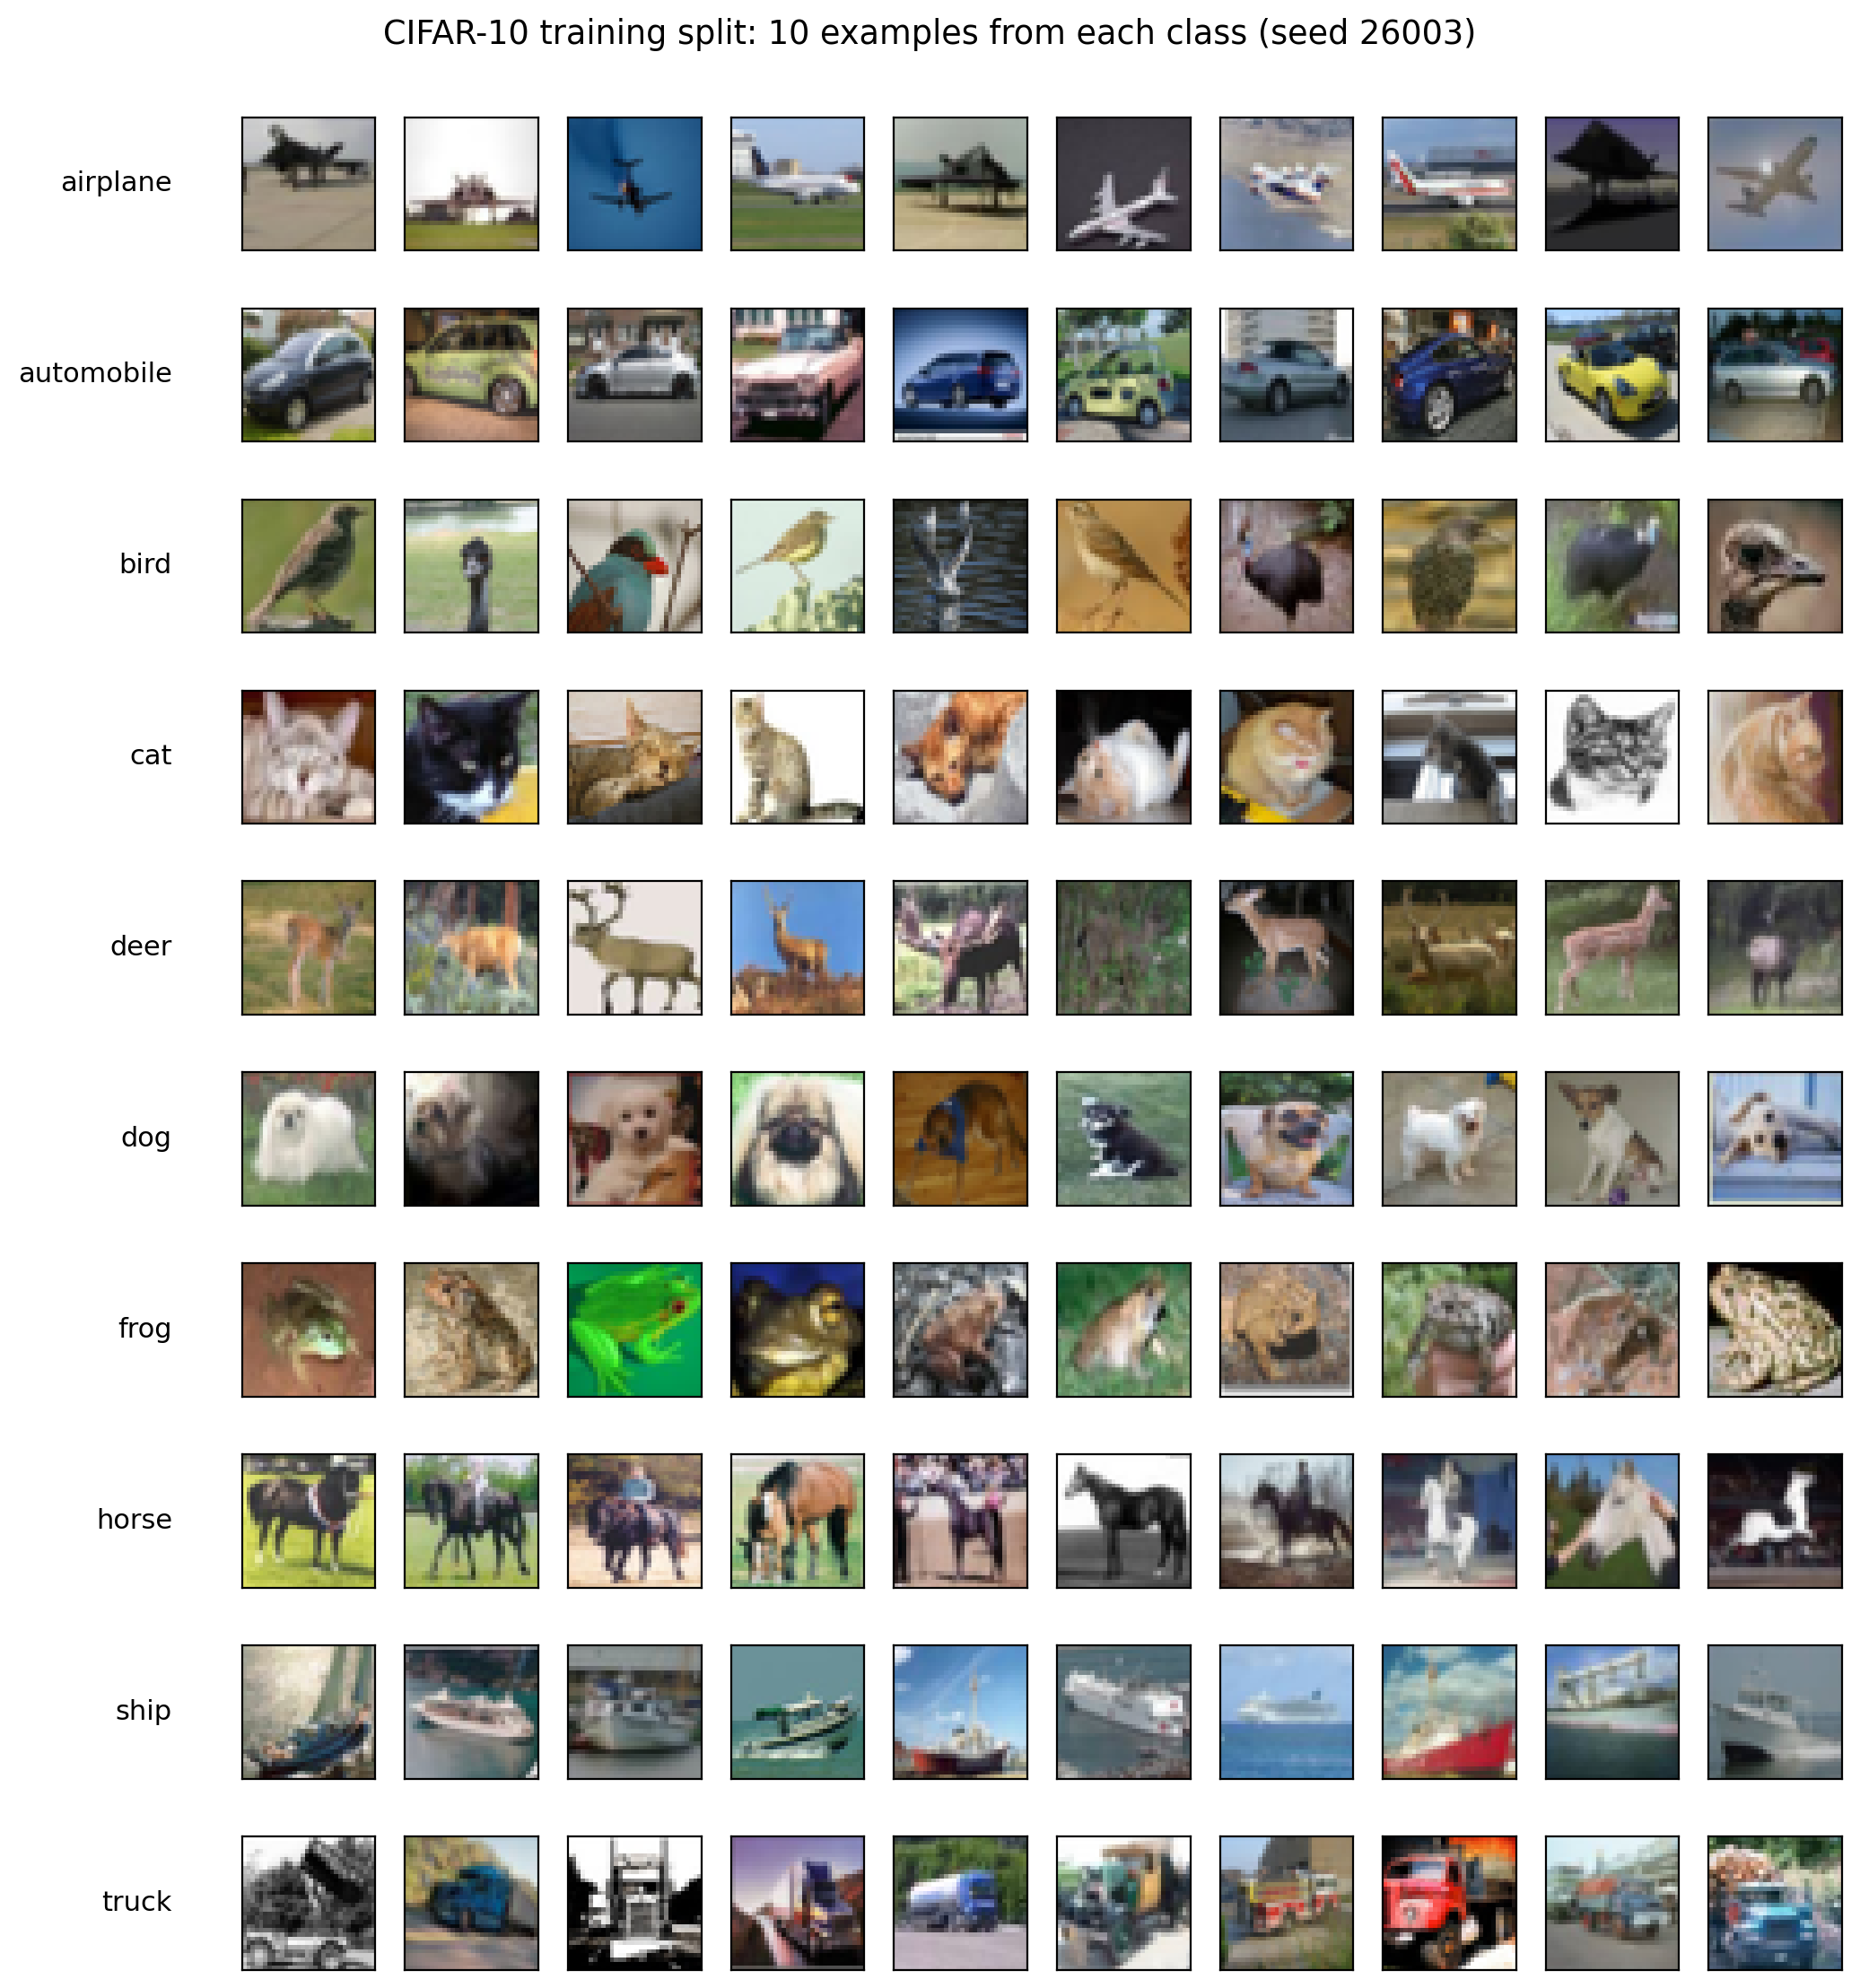 CIFAR-10 training split: 10 examples from each class (seed 26003)
airplane
automobile
bird
cat
deer
dog
frog
horse
ship
truck